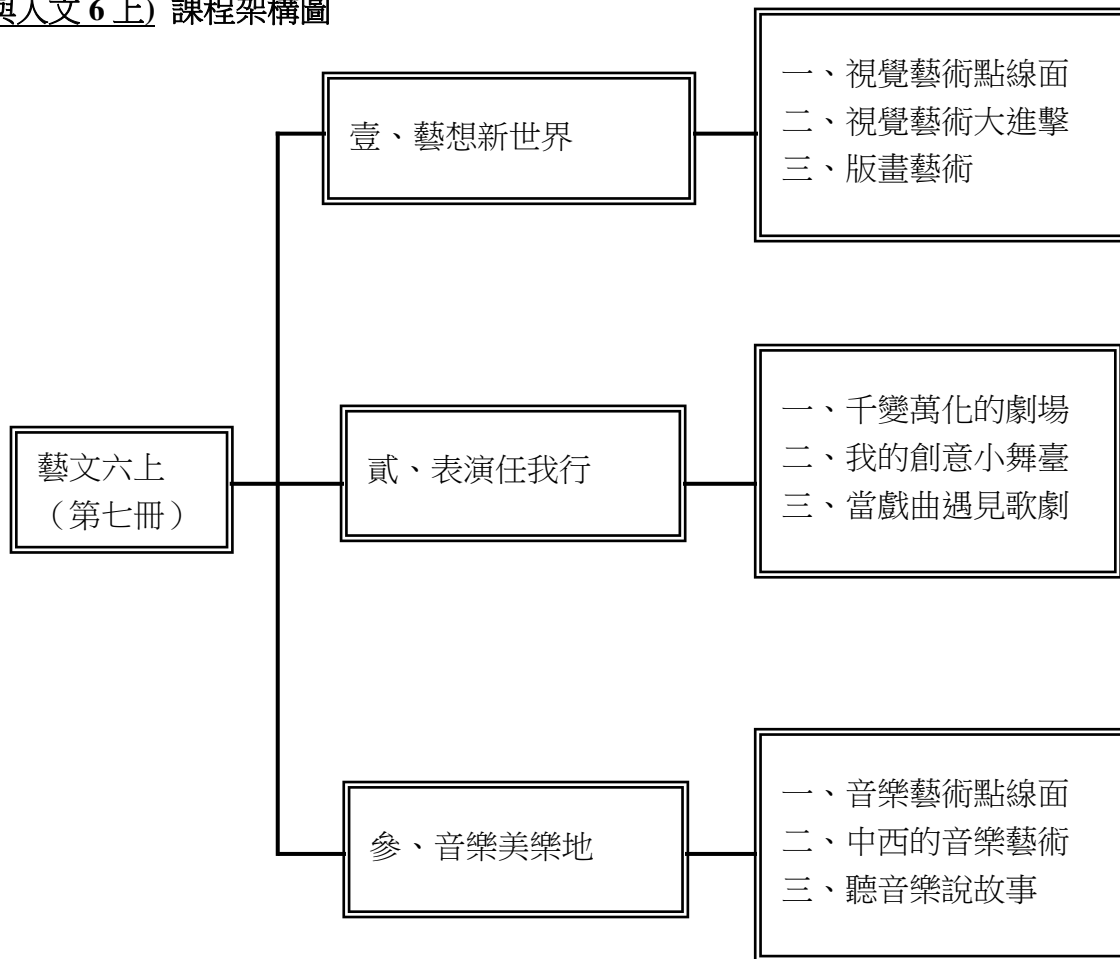 與人文 6 上) 課程架構圖
壹、藝想新世界
一、視覺藝術點線面
二、視覺藝術大進擊
三、版畫藝術
藝文六上
（第七冊）
貳、表演任我行
一、千變萬化的劇場
二、我的創意小舞臺
三、當戲曲遇見歌劇
參、音樂美樂地
一、音樂藝術點線面
二、中西的音樂藝術
三、聽音樂說故事